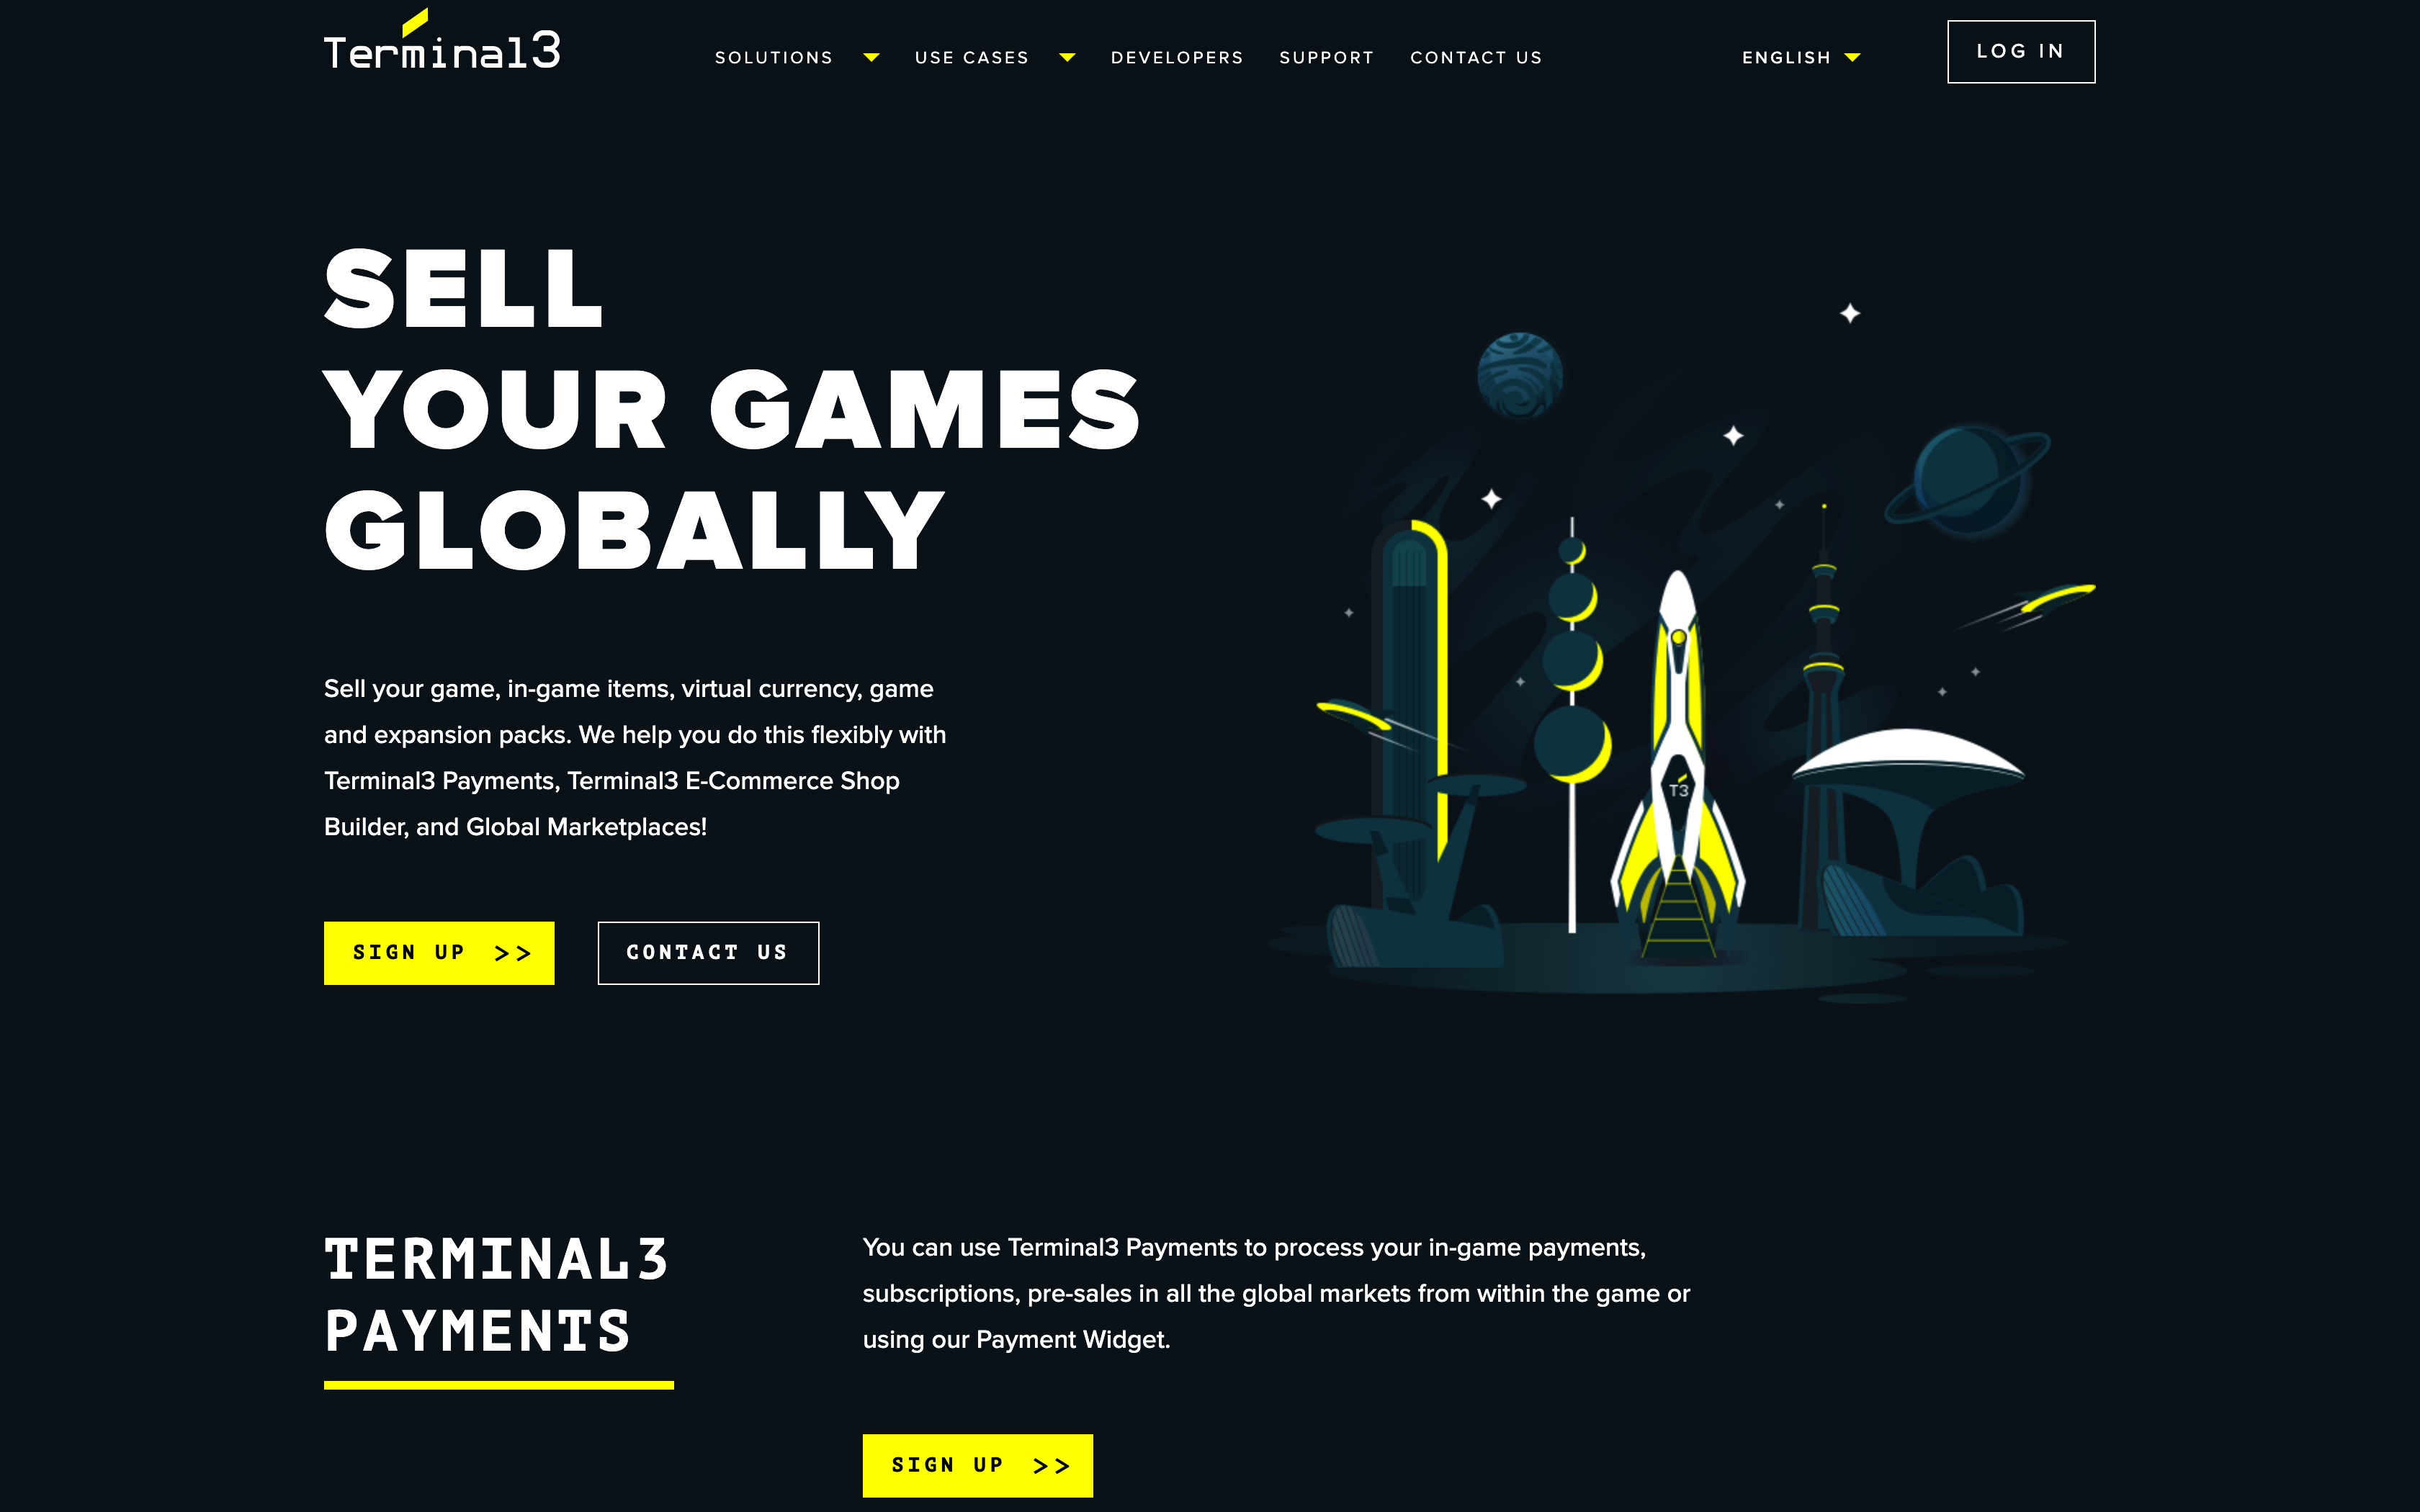 Terminal3
SOLUTIONS
USE CASES
DEVELOPERS
SUPPORT
CONTACT US
ENGLISH
LOG IN
SELL
YOUR GAMES
GLOBALLY
Sell your game, in-game items, virtual currency, game
and expansion packs. We help you do this flexibly with
Terminal3 Payments, Terminal3 E-Commerce Shop
Builder, and Global Marketplaces!
SIGN UP >>
CONTACT US
T3
TERMINAL3
PAYMENTS
You can use Terminal3 Payments to process your in-game payments,
subscriptions, pre-sales in all the global markets from within the game or
using our Payment Widget.
SIGN UP >>